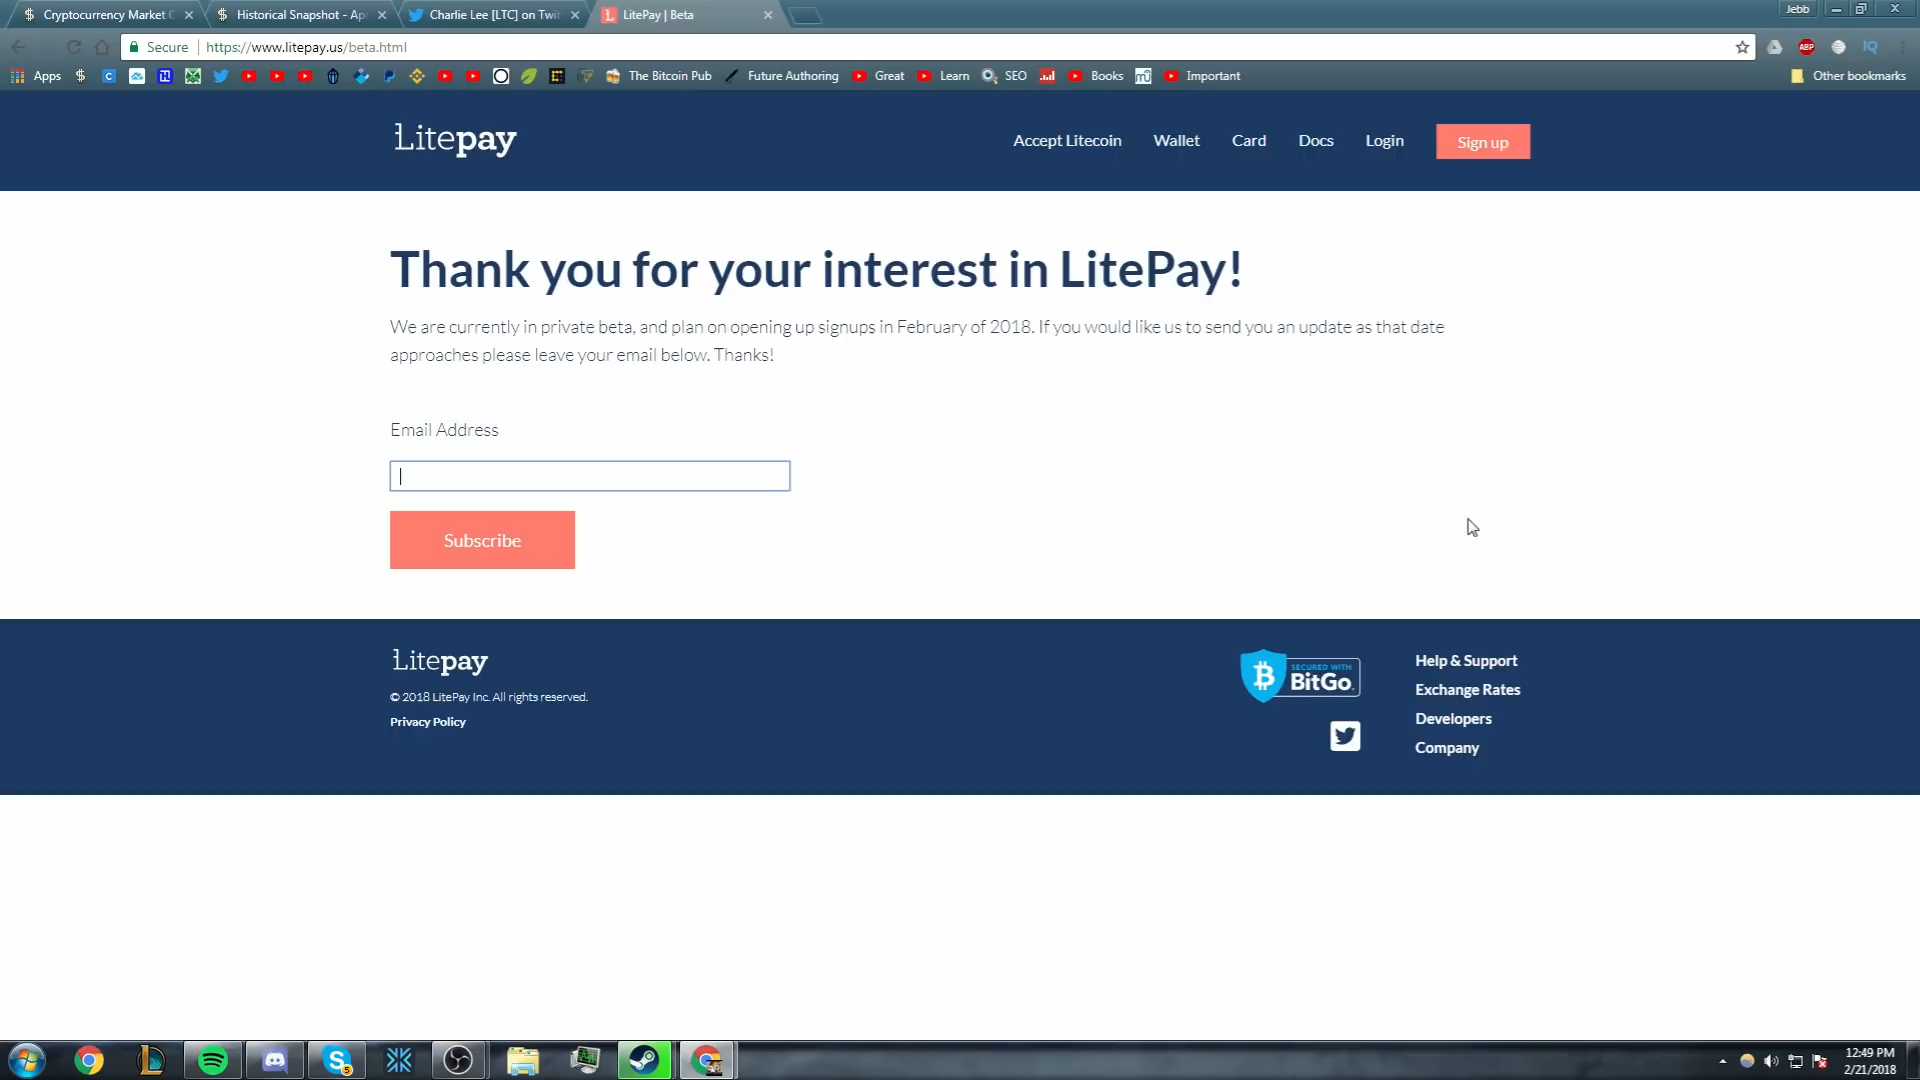 Cryptocurrency Market C
Historical Snapshot - Ap
Charlie Lee [LTC] on Twi
LitePay | Beta
Jebb
Secure
https://www.litepay.us/beta.html
ABP
IQ
Apps
The Bitcoin Pub
Future Authoring
Great
Learn
SEO
Books
Important
Other bookmarks
Litepay
Accept Litecoin
Wallet
Card
Docs
Login
Sign up
Thank you for your interest in LitePay!
We are currently in private beta, and plan on opening up signups in February of 2018. If you would like us to send you an update as that date
approaches please leave your email below. Thanks!
Email Address
Subscribe
Litepay
© 2018 LitePay Inc. All rights reserved.
Privacy Policy
SECURED WITH
BitGo
Help & Support
Exchange Rates
Developers
Company
5
12:49 PM
2/21/2018